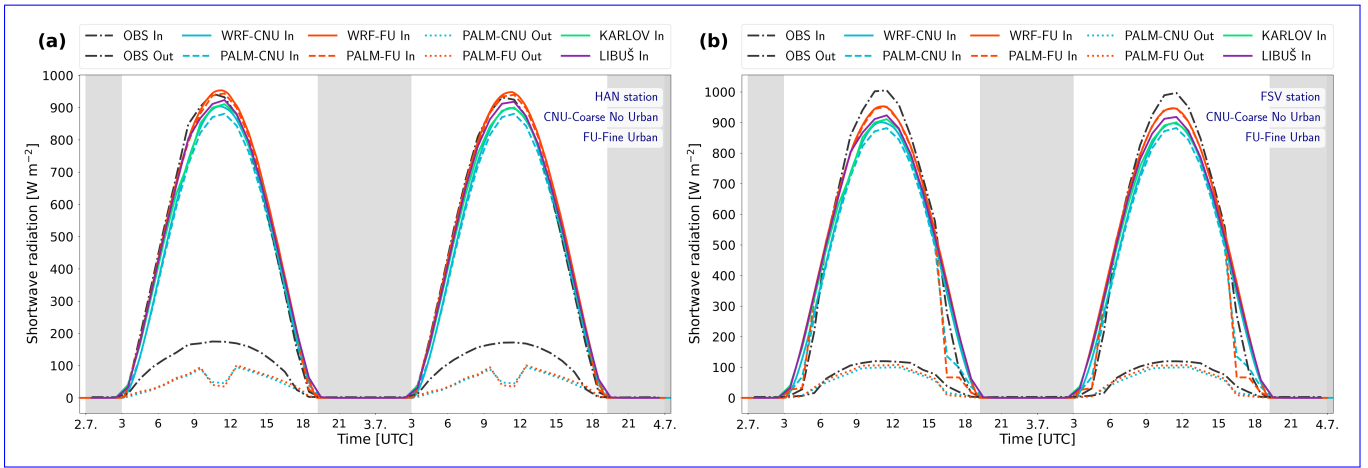 (a)
OBS In WRF-CNU In WRF-FU In PALM-CNU Out KARLOV In
OBS Out PALM-CNU In PALM-FU In PALM-FU Out LIBUŠ In
HAN station
CNU-Coarse No Urban
FU-Fine Urban
Shortwave radiation [W m−2]
1000
900
800
700
600
500
400
300
200
100
0
2.7. 3 6 9 12 15 18 21 3.7. 3 6 9 12 15 18 21 4.7.
Time [UTC]
(b)
OBS In WRF-CNU In WRF-FU In PALM-CNU Out KARLOV In
OBS Out PALM-CNU In PALM-FU In PALM-FU Out LIBUŠ In
FSV station
CNU-Coarse No Urban
FU-Fine Urban
Shortwave radiation [W m−2]
1000
900
800
700
600
500
400
300
200
100
0
2.7. 3 6 9 12 15 18 21 3.7. 3 6 9 12 15 18 21 4.7.
Time [UTC]